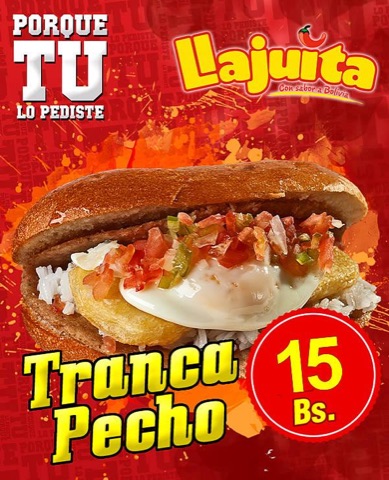 PORQUE
TU
LO PEDISTE
Llajuita
Con sabor a Bolivia
Tranca
Pecho
15
Bs.